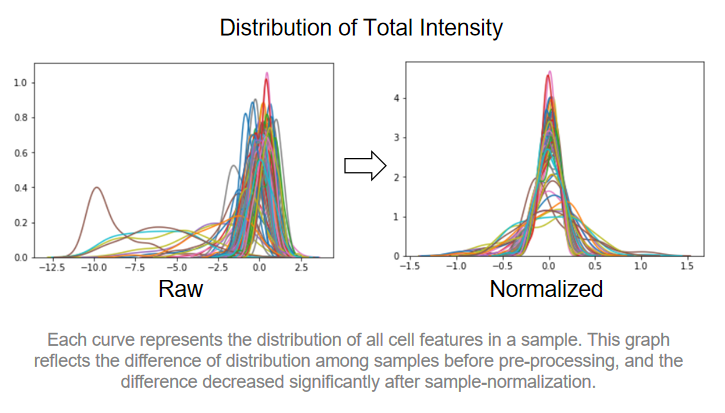 Distribution of Total Intensity
1.0
0.8
0.6
0.4
0.2
0.0
−12.5 −10.0 −7.5 −5.0 −2.5 0.0 2.5
Raw
4
3
2
1
0
−1.5 −1.0 −0.5 0.0 0.5 1.0 1.5
Normalized
Each curve represents the distribution of all cell features in a sample. This graph
reflects the difference of distribution among samples before pre-processing, and the
difference decreased significantly after sample-normalization.